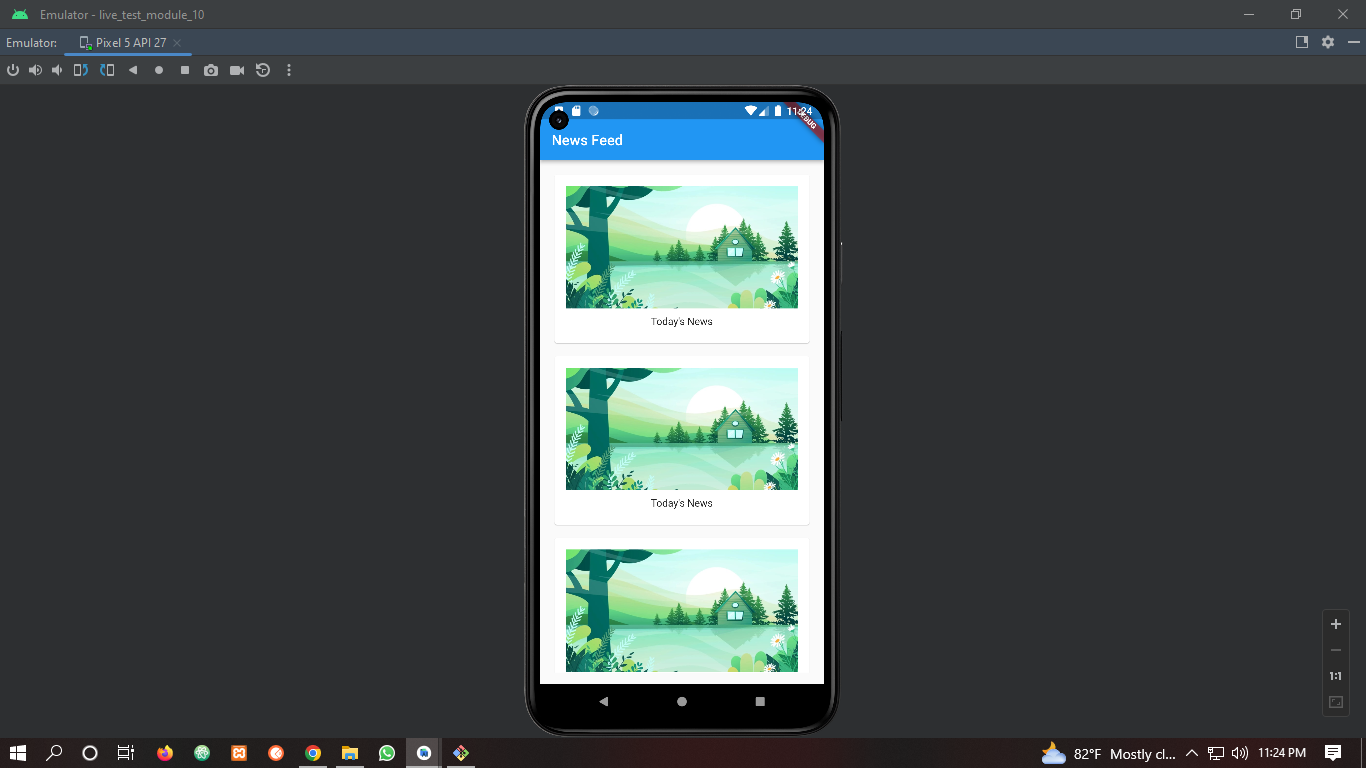 Emulator - live_test_module_10
Emulator: Pixel 5 API 27
11:24
DEBUG
News Feed
Today's News
Today's News
1:1
82°F Mostly cl... 11:24 PM